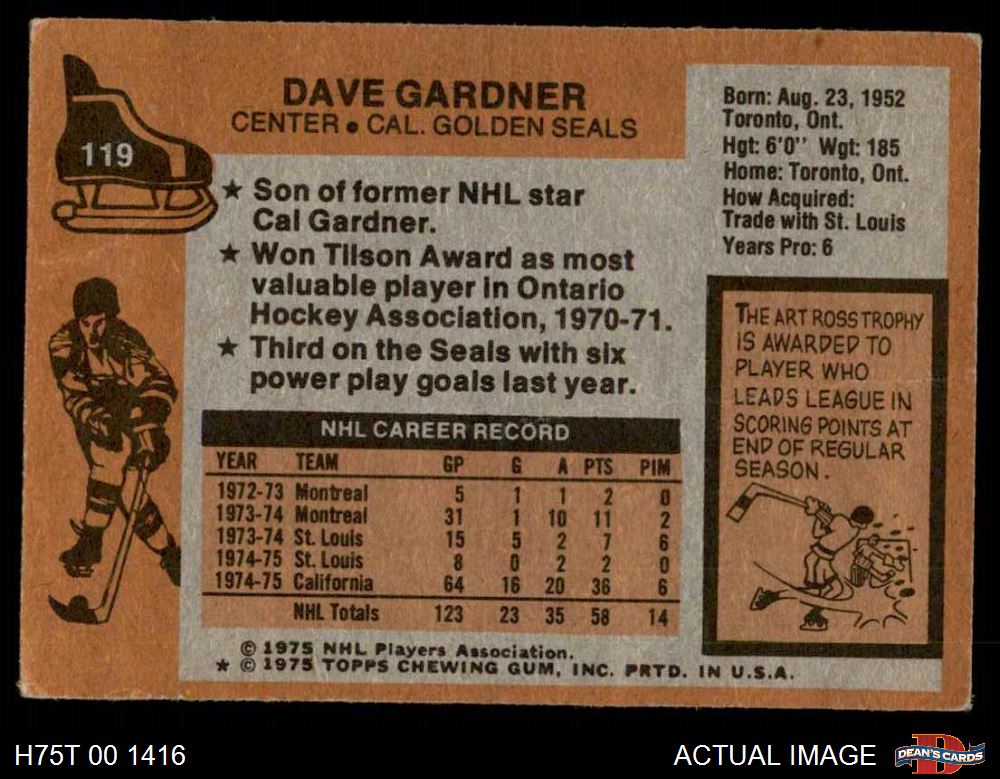 119
DAVE GARDNER
CENTER • CAL. GOLDEN SEALS
★ Son of former NHL star
Cal Gardner.
★ Won Tilson Award as most
valuable player in Ontario
Hockey Association, 1970-71.
★ Third on the Seals with six
power play goals last year.
NHL CAREER RECORD
YEAR TEAM GP G A PTS PIM
1972-73 Montreal 5 1 1 2 0
1973-74 Montreal 31 1 10 11 2
1973-74 St. Louis 15 5 2 7 6
1974-75 St. Louis 8 0 2 2 0
1974-75 California 64 16 20 36 6
NHL Totals 123 23 35 58 14
© 1975 NHL Players Association.
★ © 1975 TOPPS CHEWING GUM, INC. PRTD. IN U.S.A.
Born: Aug. 23, 1952
Toronto, Ont.
Hgt: 6'0" Wgt: 185
Home: Toronto, Ont.
How Acquired:
Trade with St. Louis
Years Pro: 6
THE ART ROSS TROPHY
IS AWARDED TO
PLAYER WHO
LEADS LEAGUE IN
SCORING POINTS AT
END OF REGULAR
SEASON.
H75T 00 1416
ACTUAL IMAGE
D
DEAN'S CARDS